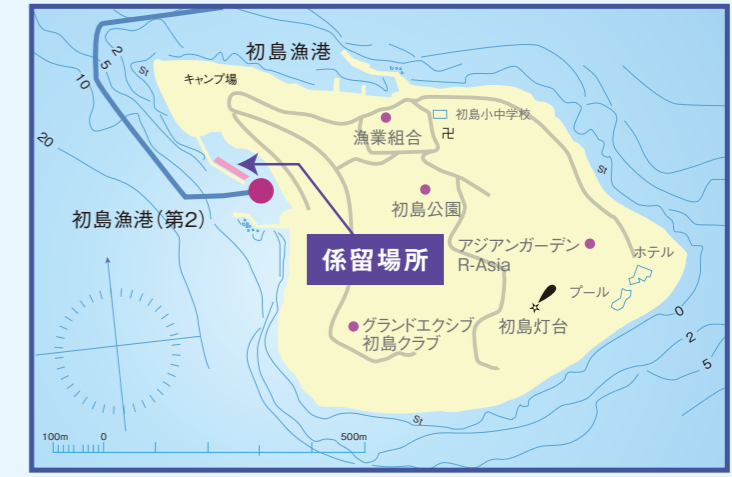 初島漁港
キャンプ場
2
5
10
20
St
初島小中学校
漁業組合
卍
St
初島漁港(第2)
初島公園
係留場所
アジアンガーデン
R-Asia
ホテル
プール
初島灯台
グランドエクシブ
初島クラブ
0
2
5
St
100m 0 500m